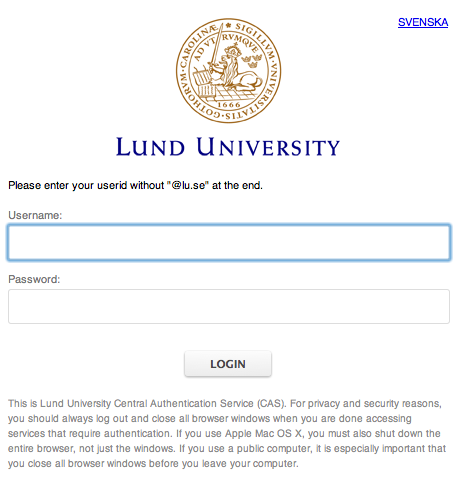 SVENSKA
SIGILLVM VNIVERSITATIS GOTHORVM CAROLINÆ
AD VTRVMQVE
1666
LUND UNIVERSITY
Please enter your userid without "@lu.se" at the end.
Username:
Password:
LOGIN
This is Lund University Central Authentication Service (CAS). For privacy and security reasons,
you should always log out and close all browser windows when you are done accessing
services that require authentication. If you use Apple Mac OS X, you must also shut down the
entire browser, not just the windows. If you use a public computer, it is especially important that
you close all browser windows before you leave your computer.